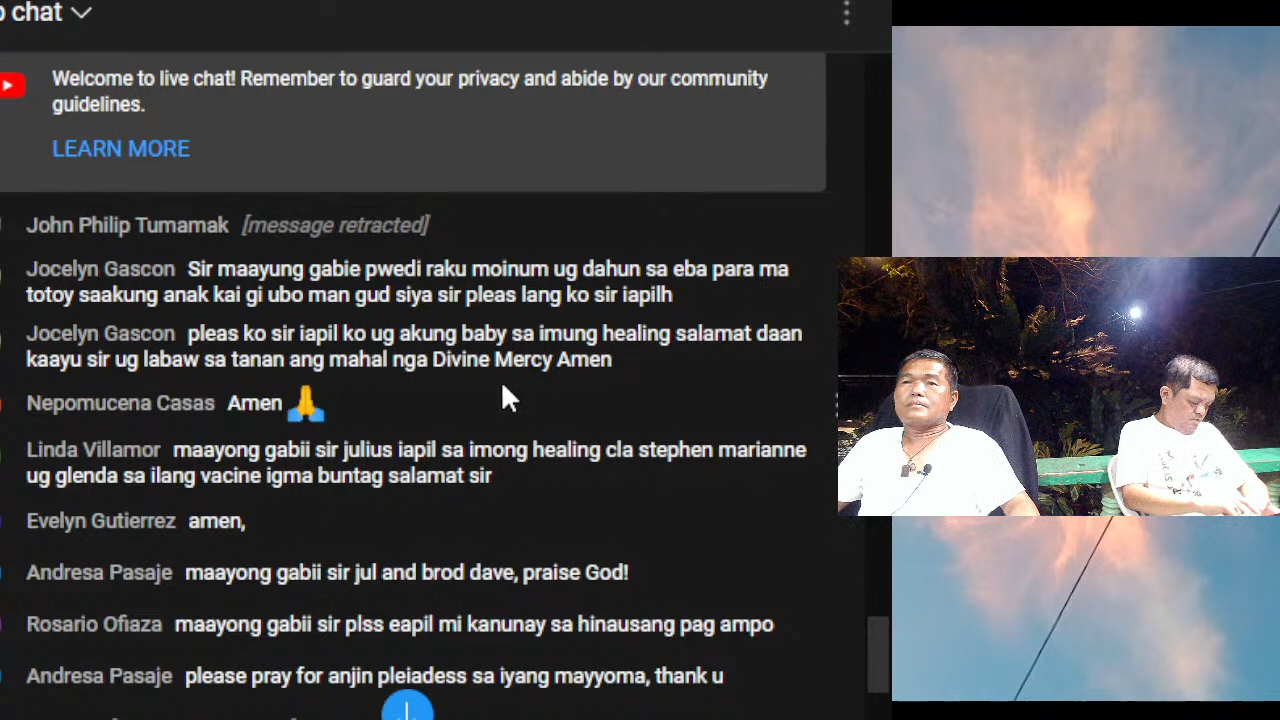 chat
Welcome to live chat! Remember to guard your privacy and abide by our community
guidelines.
LEARN MORE
John Philip Tumamak [message retracted]
Jocelyn Gascon Sir maayung gabie pwedi raku moinum ug dahun sa eba para ma
totoy saakung anak kai gi ubo man gud siya sir pleas lang ko sir iapilh
Jocelyn Gascon pleas ko sir iapil ko ug akung baby sa imung healing salamat daan
kaayu sir ug labaw sa tanan ang mahal nga Divine Mercy Amen
Nepomucena Casas Amen 🙏
Linda Villamor maayong gabii sir julius iapil sa imong healing cla stephen marianne
ug glenda sa ilang vacine igma buntag salamat sir
Evelyn Gutierrez amen,
Andresa Pasaje maayong gabii sir jul and brod dave, praise God!
Rosario Ofiaza maayong gabii sir plss eapil mi kanunay sa hinausang pag ampo
Andresa Pasaje please pray for anjin pleiadess sa iyang mayyoma, thank u